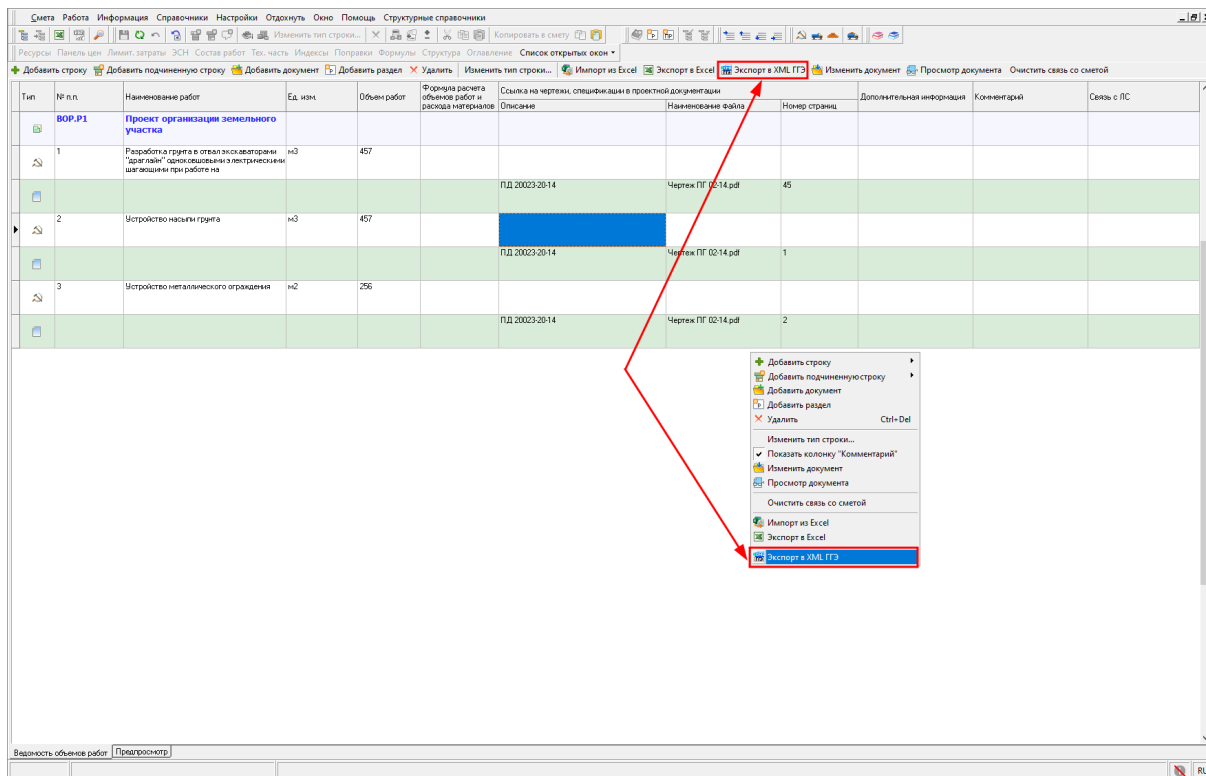 Смета Работа Информация Справочники Настройки Отдохнуть Окно Помощь Структурные справочники
Изменить тип строки... Копировать в смету
Ресурсы Панель цен Лимит. затраты ЭСН Состав работ Тех. часть Индексы Поправки Формулы Структура Оглавление Список открытых окон
Добавить строку Добавить подчиненную строку Добавить документ Добавить раздел Удалить Изменить тип строки... Импорт из Excel Экспорт в Excel Экспорт в XML ГГЭ Изменить документ Просмотр документа Очистить связь со сметой
Тип № п Наименование работ Ед. изм. Объем работ Формула расчета объемов работ и расхода материалов Ссылка на чертежи, спецификации в проектной документации Дополнительная информация Комментарий Связь с ЛС
Описание Наименование файла Номер страниц
ВОР.Р1 Проект организации земельного
участка
1 Разработка грунта в отвал экскаваторами м3 457
"драглайн" одноковшовыми электрическими
шагающими при работе на
ПД 20023-20-14 Чертеж ПГ 02-14.pdf 45
2 Устройство насыпи грунта м3 457
ПД 20023-20-14 Чертеж ПГ 02-14.pdf 1
3 Устройство металлического ограждения м2 256
ПД 20023-20-14 Чертеж ПГ 02-14.pdf 2
Добавить строку
Добавить подчиненную строку
Добавить документ
Добавить раздел
Удалить Ctrl+Del
Изменить тип строки...
Показать колонку "Комментарий"
Изменить документ
Просмотр документа
Очистить связь со сметой
Импорт из Excel
Экспорт в Excel
Экспорт в XML ГГЭ
Ведомость объемов работ Предпросмотр
RU